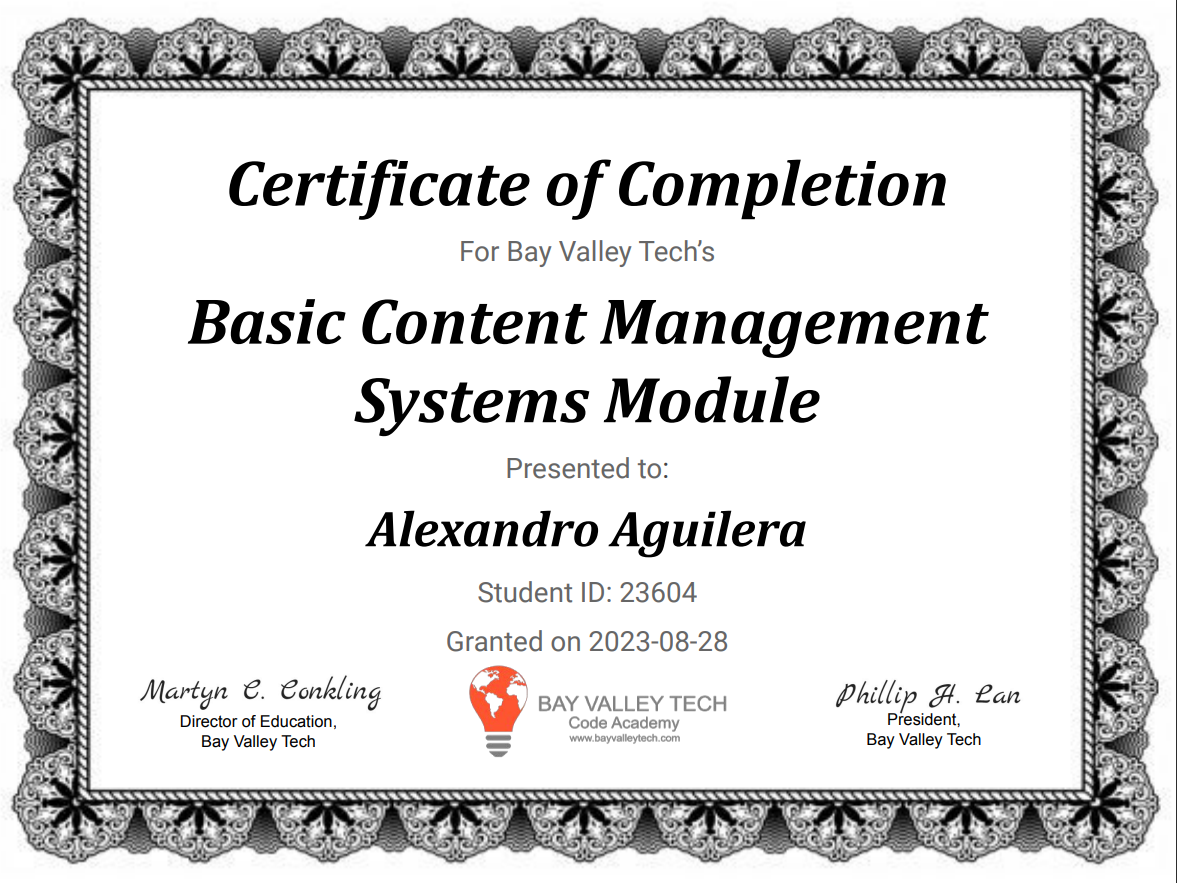 Certificate of Completion
For Bay Valley Tech’s
Basic Content Management
Systems Module
Presented to:
Alexandro Aguilera
Student ID: 23604
Granted on 2023-08-28
Martyn C. Conkling
Director of Education,
Bay Valley Tech
BAY VALLEY TECH
Code Academy
www.bayvalleytech.com
Phillip H. Lan
President,
Bay Valley Tech